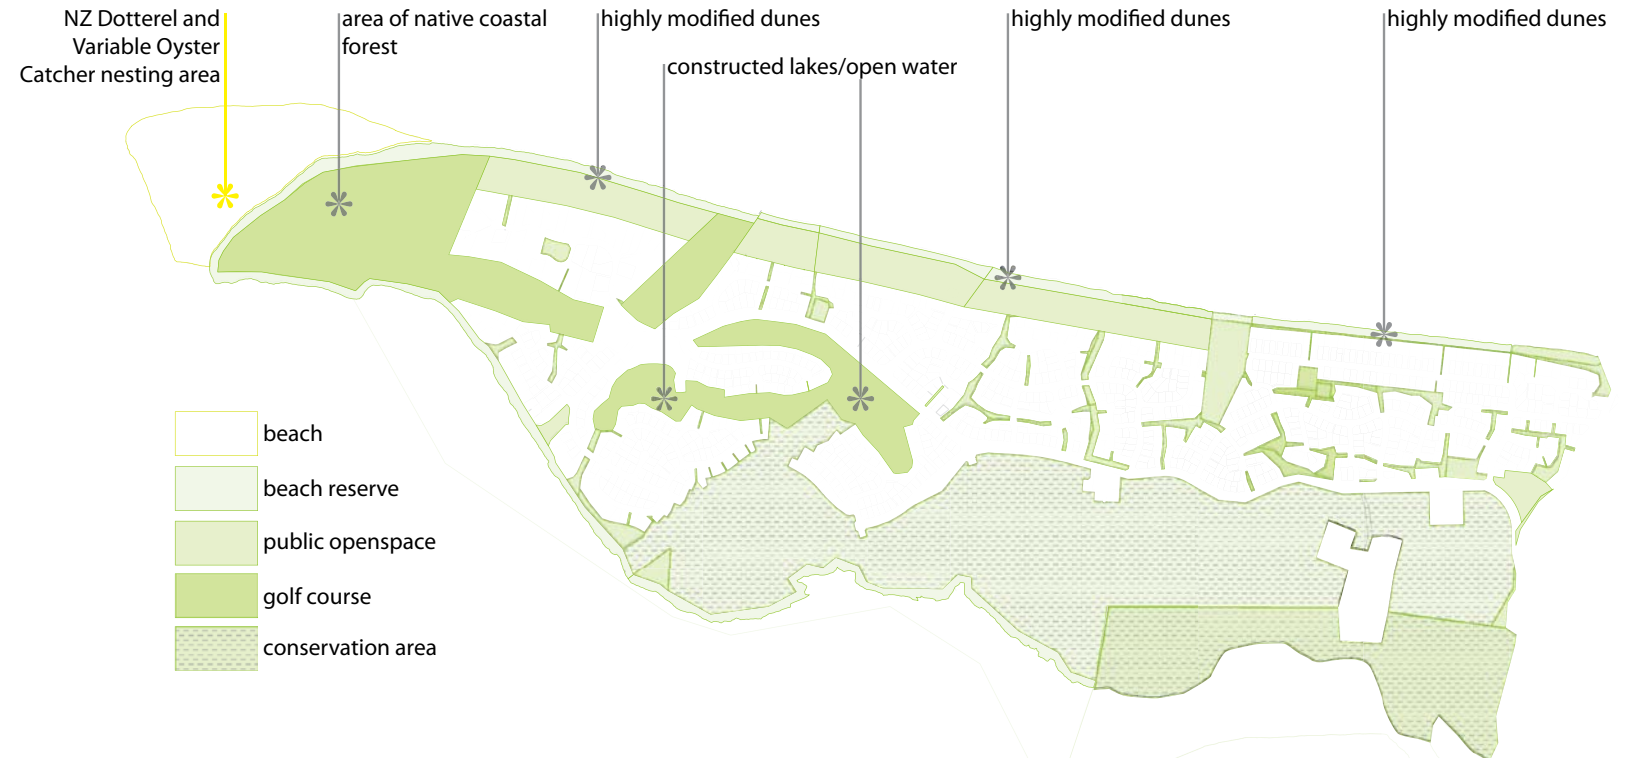 NZ Dotterel and
Variable Oyster
Catcher nesting area
area of native coastal
forest
highly modified dunes
constructed lakes/open water
highly modified dunes
highly modified dunes
beach
beach reserve
public openspace
golf course
conservation area